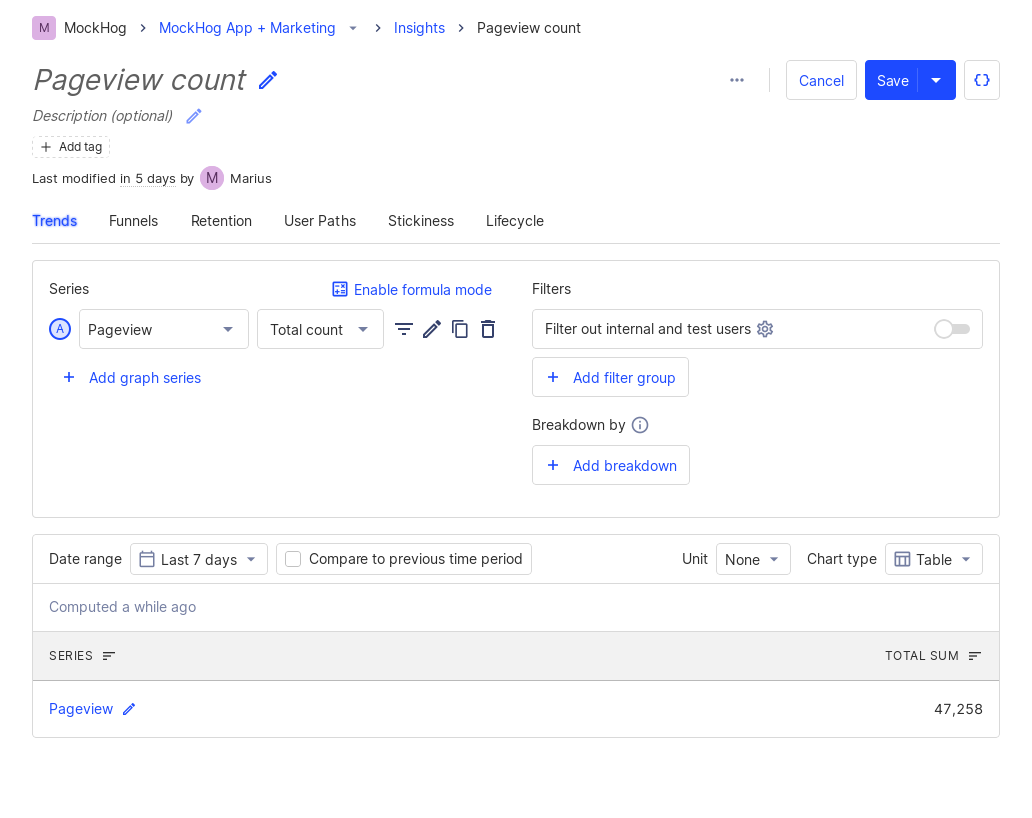 M MockHog > MockHog App + Marketing > Insights > Pageview count
Pageview count
Cancel Save {}
Description (optional)
+ Add tag
Last modified in 5 days by M Marius
Trends Funnels Retention User Paths Stickiness Lifecycle
Series Enable formula mode
A Pageview Total count
+ Add graph series
Filters
Filter out internal and test users
+ Add filter group
Breakdown by
+ Add breakdown
Date range Last 7 days Compare to previous time period Unit None Chart type Table
Computed a while ago
SERIES TOTAL SUM
Pageview 47,258